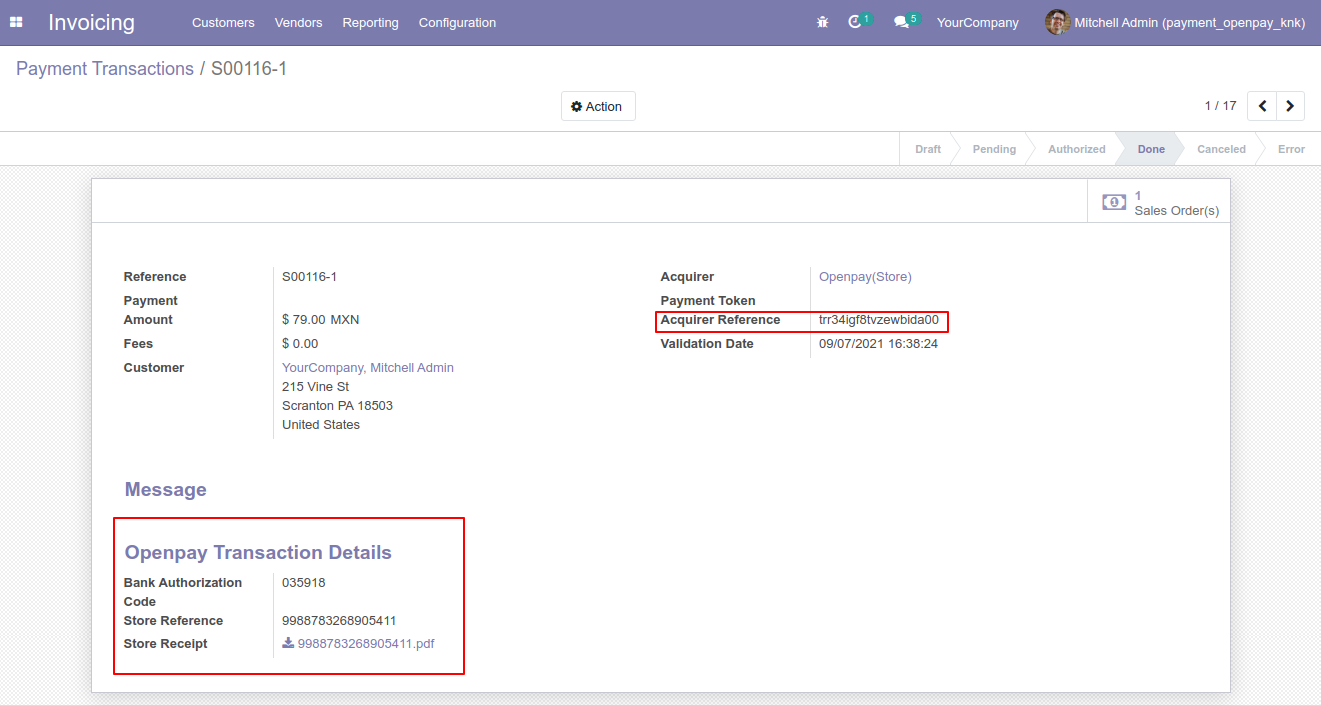 Invoicing Customers Vendors Reporting Configuration 1 5 YourCompany Mitchell Admin (payment_openpay_knk)
Payment Transactions / S00116-1
Action 1 / 17
Draft Pending Authorized Done Canceled Error
1
Sales Order(s)
Reference S00116-1 Acquirer Openpay(Store)
Payment Payment Token
Amount $ 79.00 MXN Acquirer Reference trr34igf8tvzewbida00
Fees $ 0.00 Validation Date 09/07/2021 16:38:24
Customer YourCompany, Mitchell Admin
215 Vine St
Scranton PA 18503
United States
Message
Openpay Transaction Details
Bank Authorization 035918
Code
Store Reference 9988783268905411
Store Receipt 9988783268905411.pdf